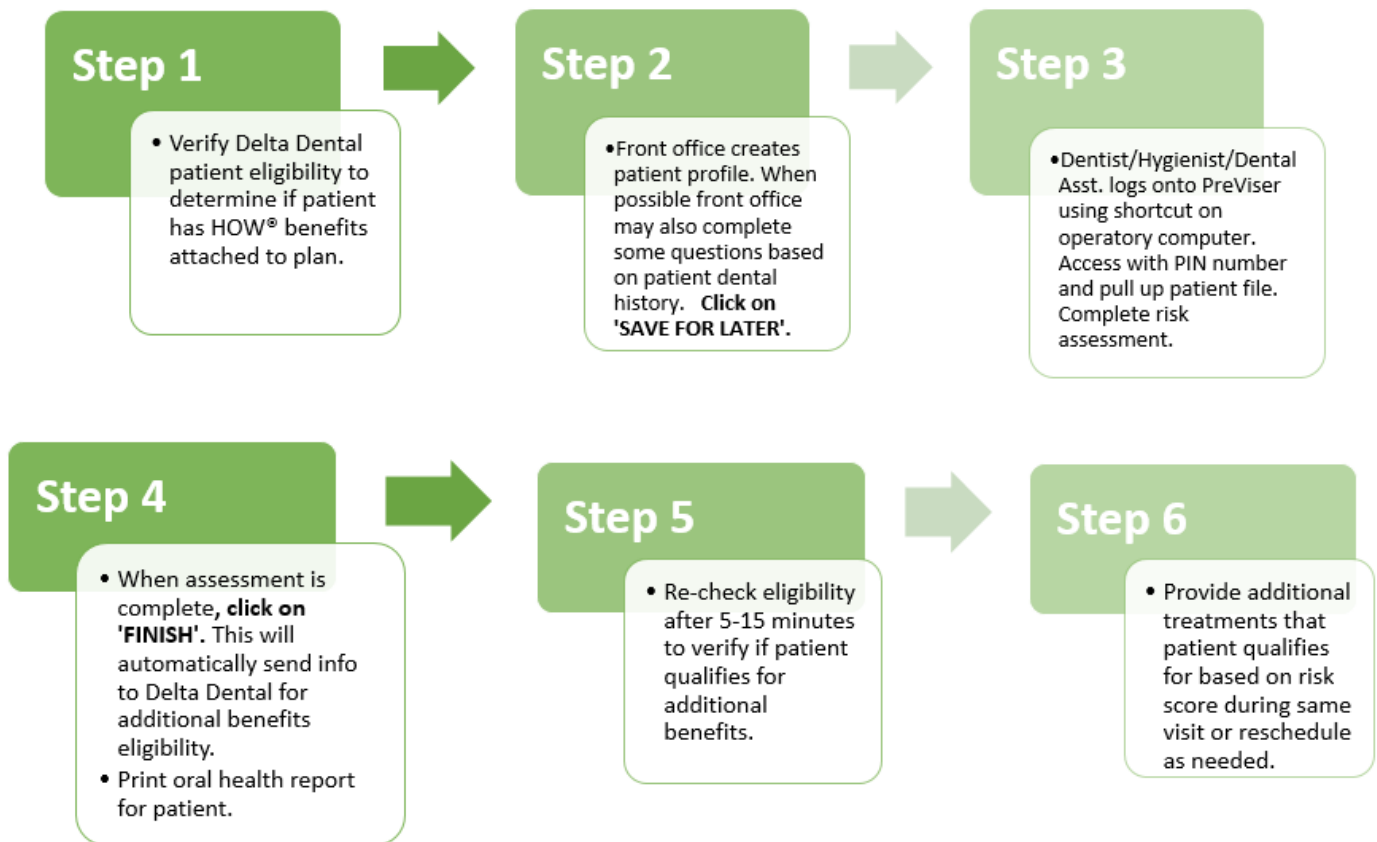 Step 1
• Verify Delta Dental
patient eligibility to
determine if patient
has HOW® benefits
attached to plan.
Step 2
•Front office creates
patient profile. When
possible front office
may also complete
some questions based
on patient dental
history. Click on
'SAVE FOR LATER'.
Step 3
•Dentist/Hygienist/Dental
Asst. logs onto PreViser
using shortcut on
operatory computer.
Access with PIN number
and pull up patient file.
Complete risk
assessment.
Step 4
• When assessment is
complete, click on
'FINISH'. This will
automatically send info
to Delta Dental for
additional benefits
eligibility.
• Print oral health report
for patient.
Step 5
• Re-check eligibility
after 5-15 minutes
to verify if patient
qualifies for
additional
benefits.
Step 6
• Provide additional
treatments that
patient qualifies
for based on risk
score during same
visit or reschedule
as needed.